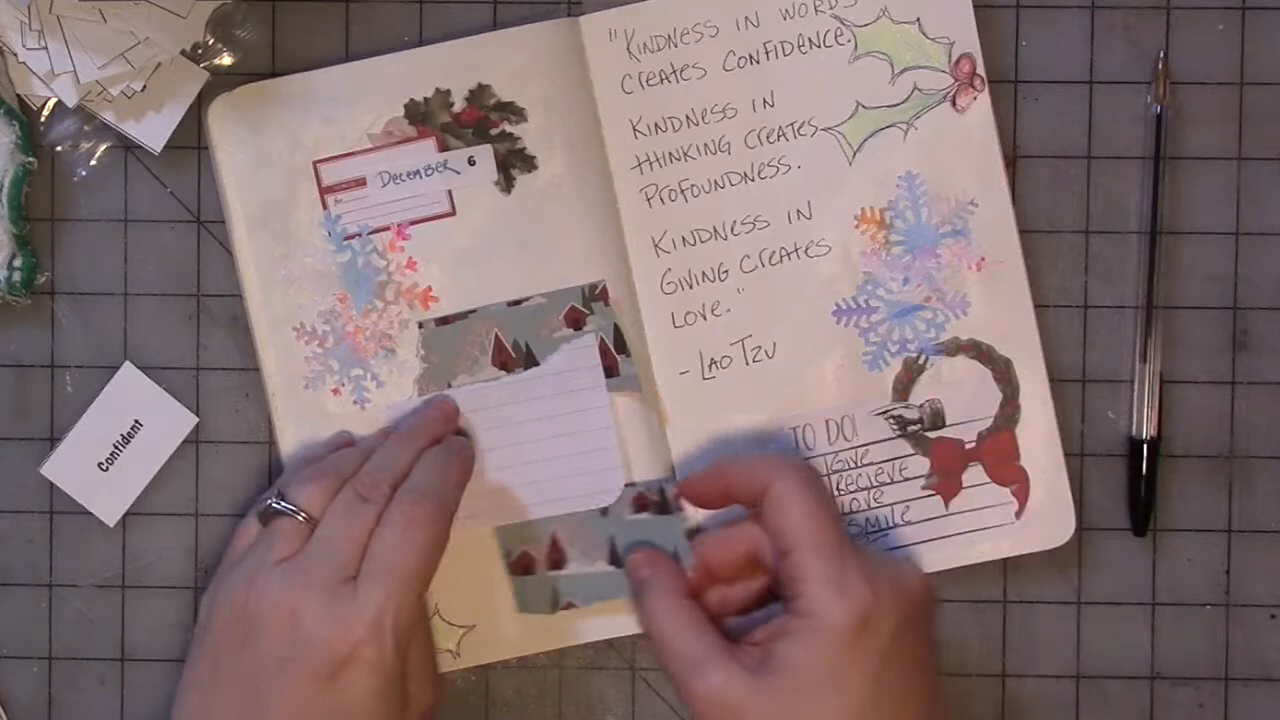 December 6
"Kindness in words
creates confidence.
Kindness in
thinking creates
profoundness.
Kindness in
giving creates
love."
- Lao Tzu
TO DO!
Give
Recieve
Love
Smile
Confident